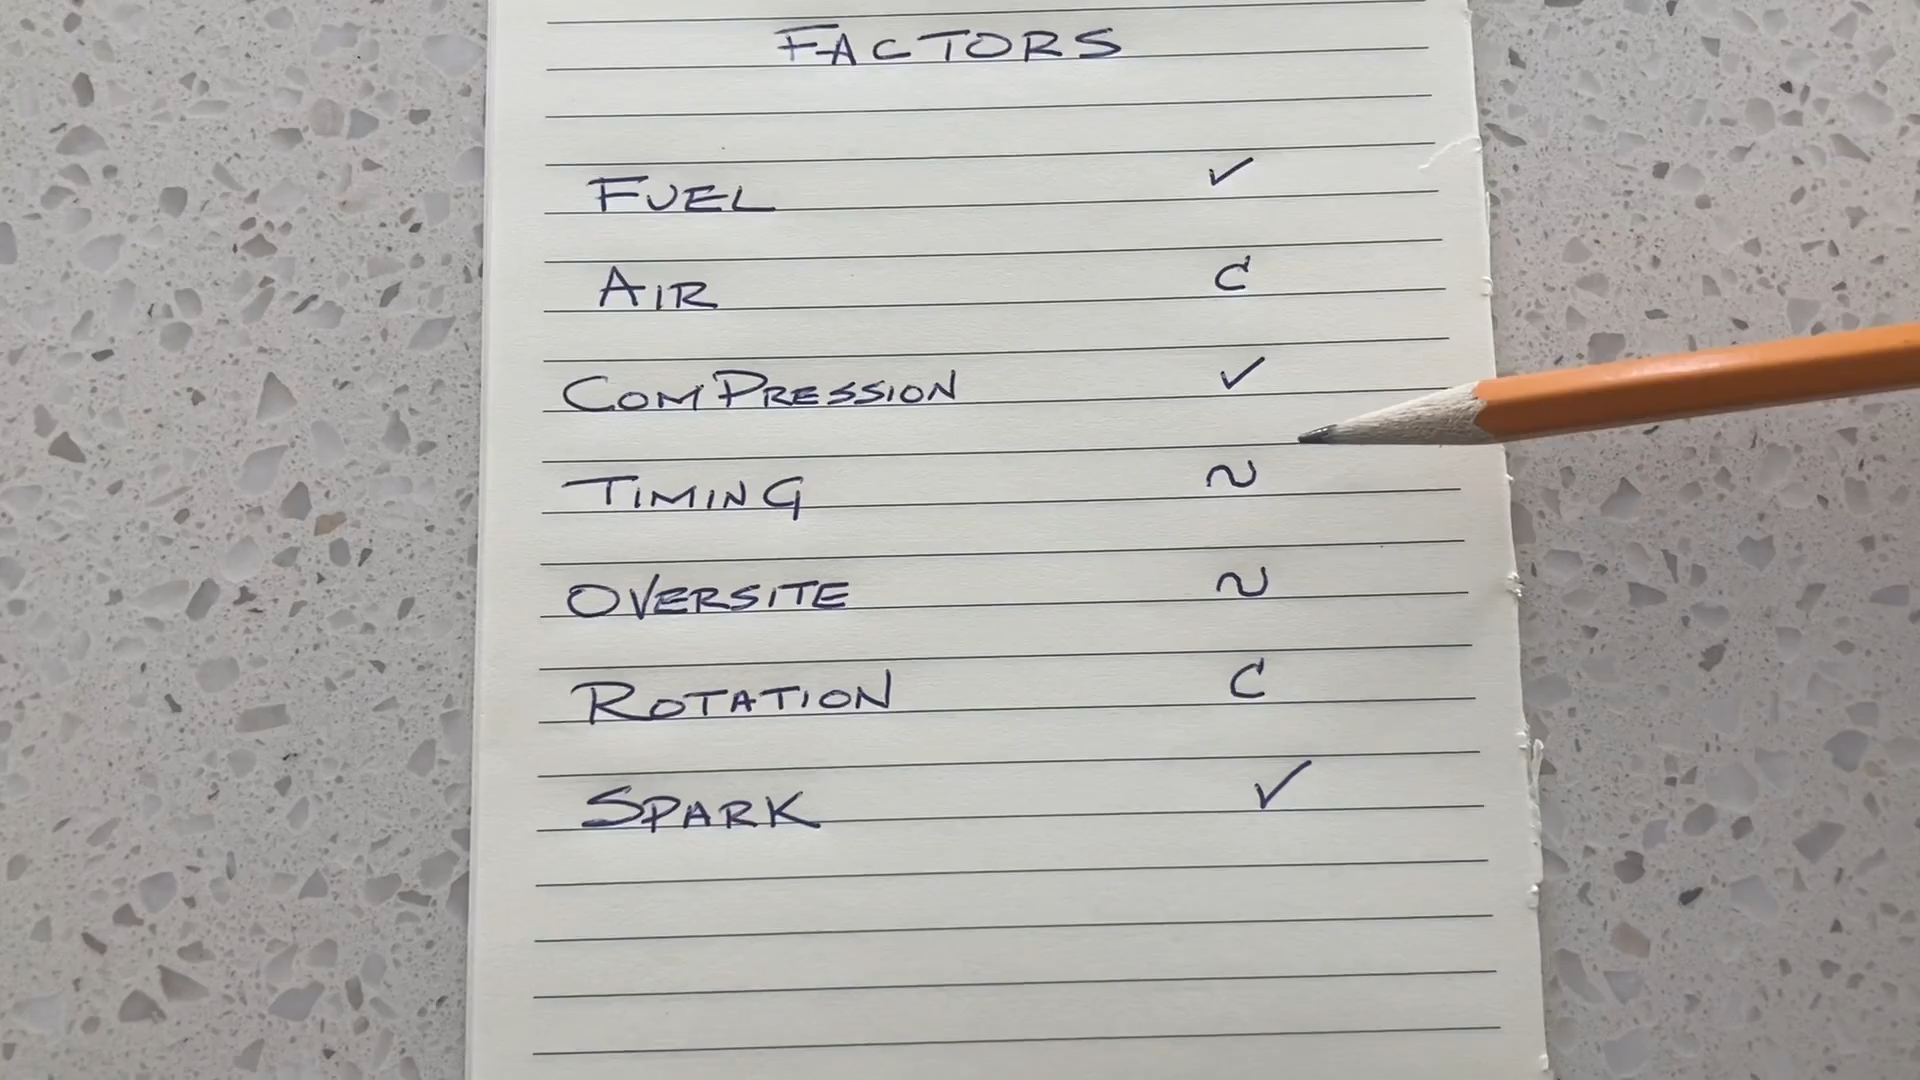 FACTORS
FUEL ✓
AIR C
COMPRESSION ✓
TIMING ~
OVERSITE ~
ROTATION C
SPARK ✓